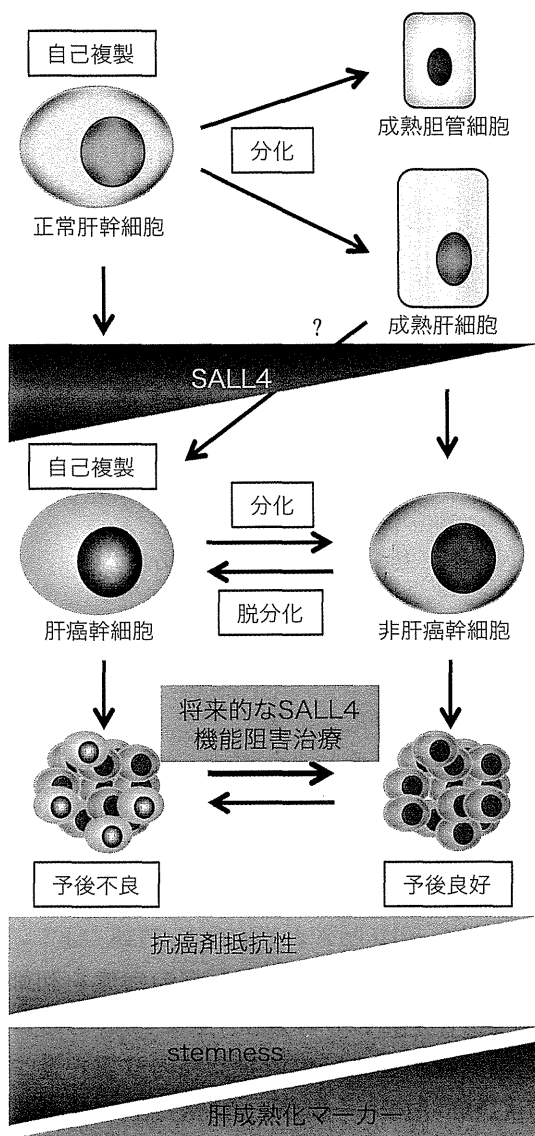 自己複製
成熟胆管細胞
分化
正常肝幹細胞
成熟肝細胞
?
SALL4
自己複製
分化
脱分化
肝癌幹細胞
非肝癌幹細胞
将来的なSALL4
機能阻害治療
予後不良
予後良好
抗癌剤抵抗性
stemness
肝成熟化マーカー